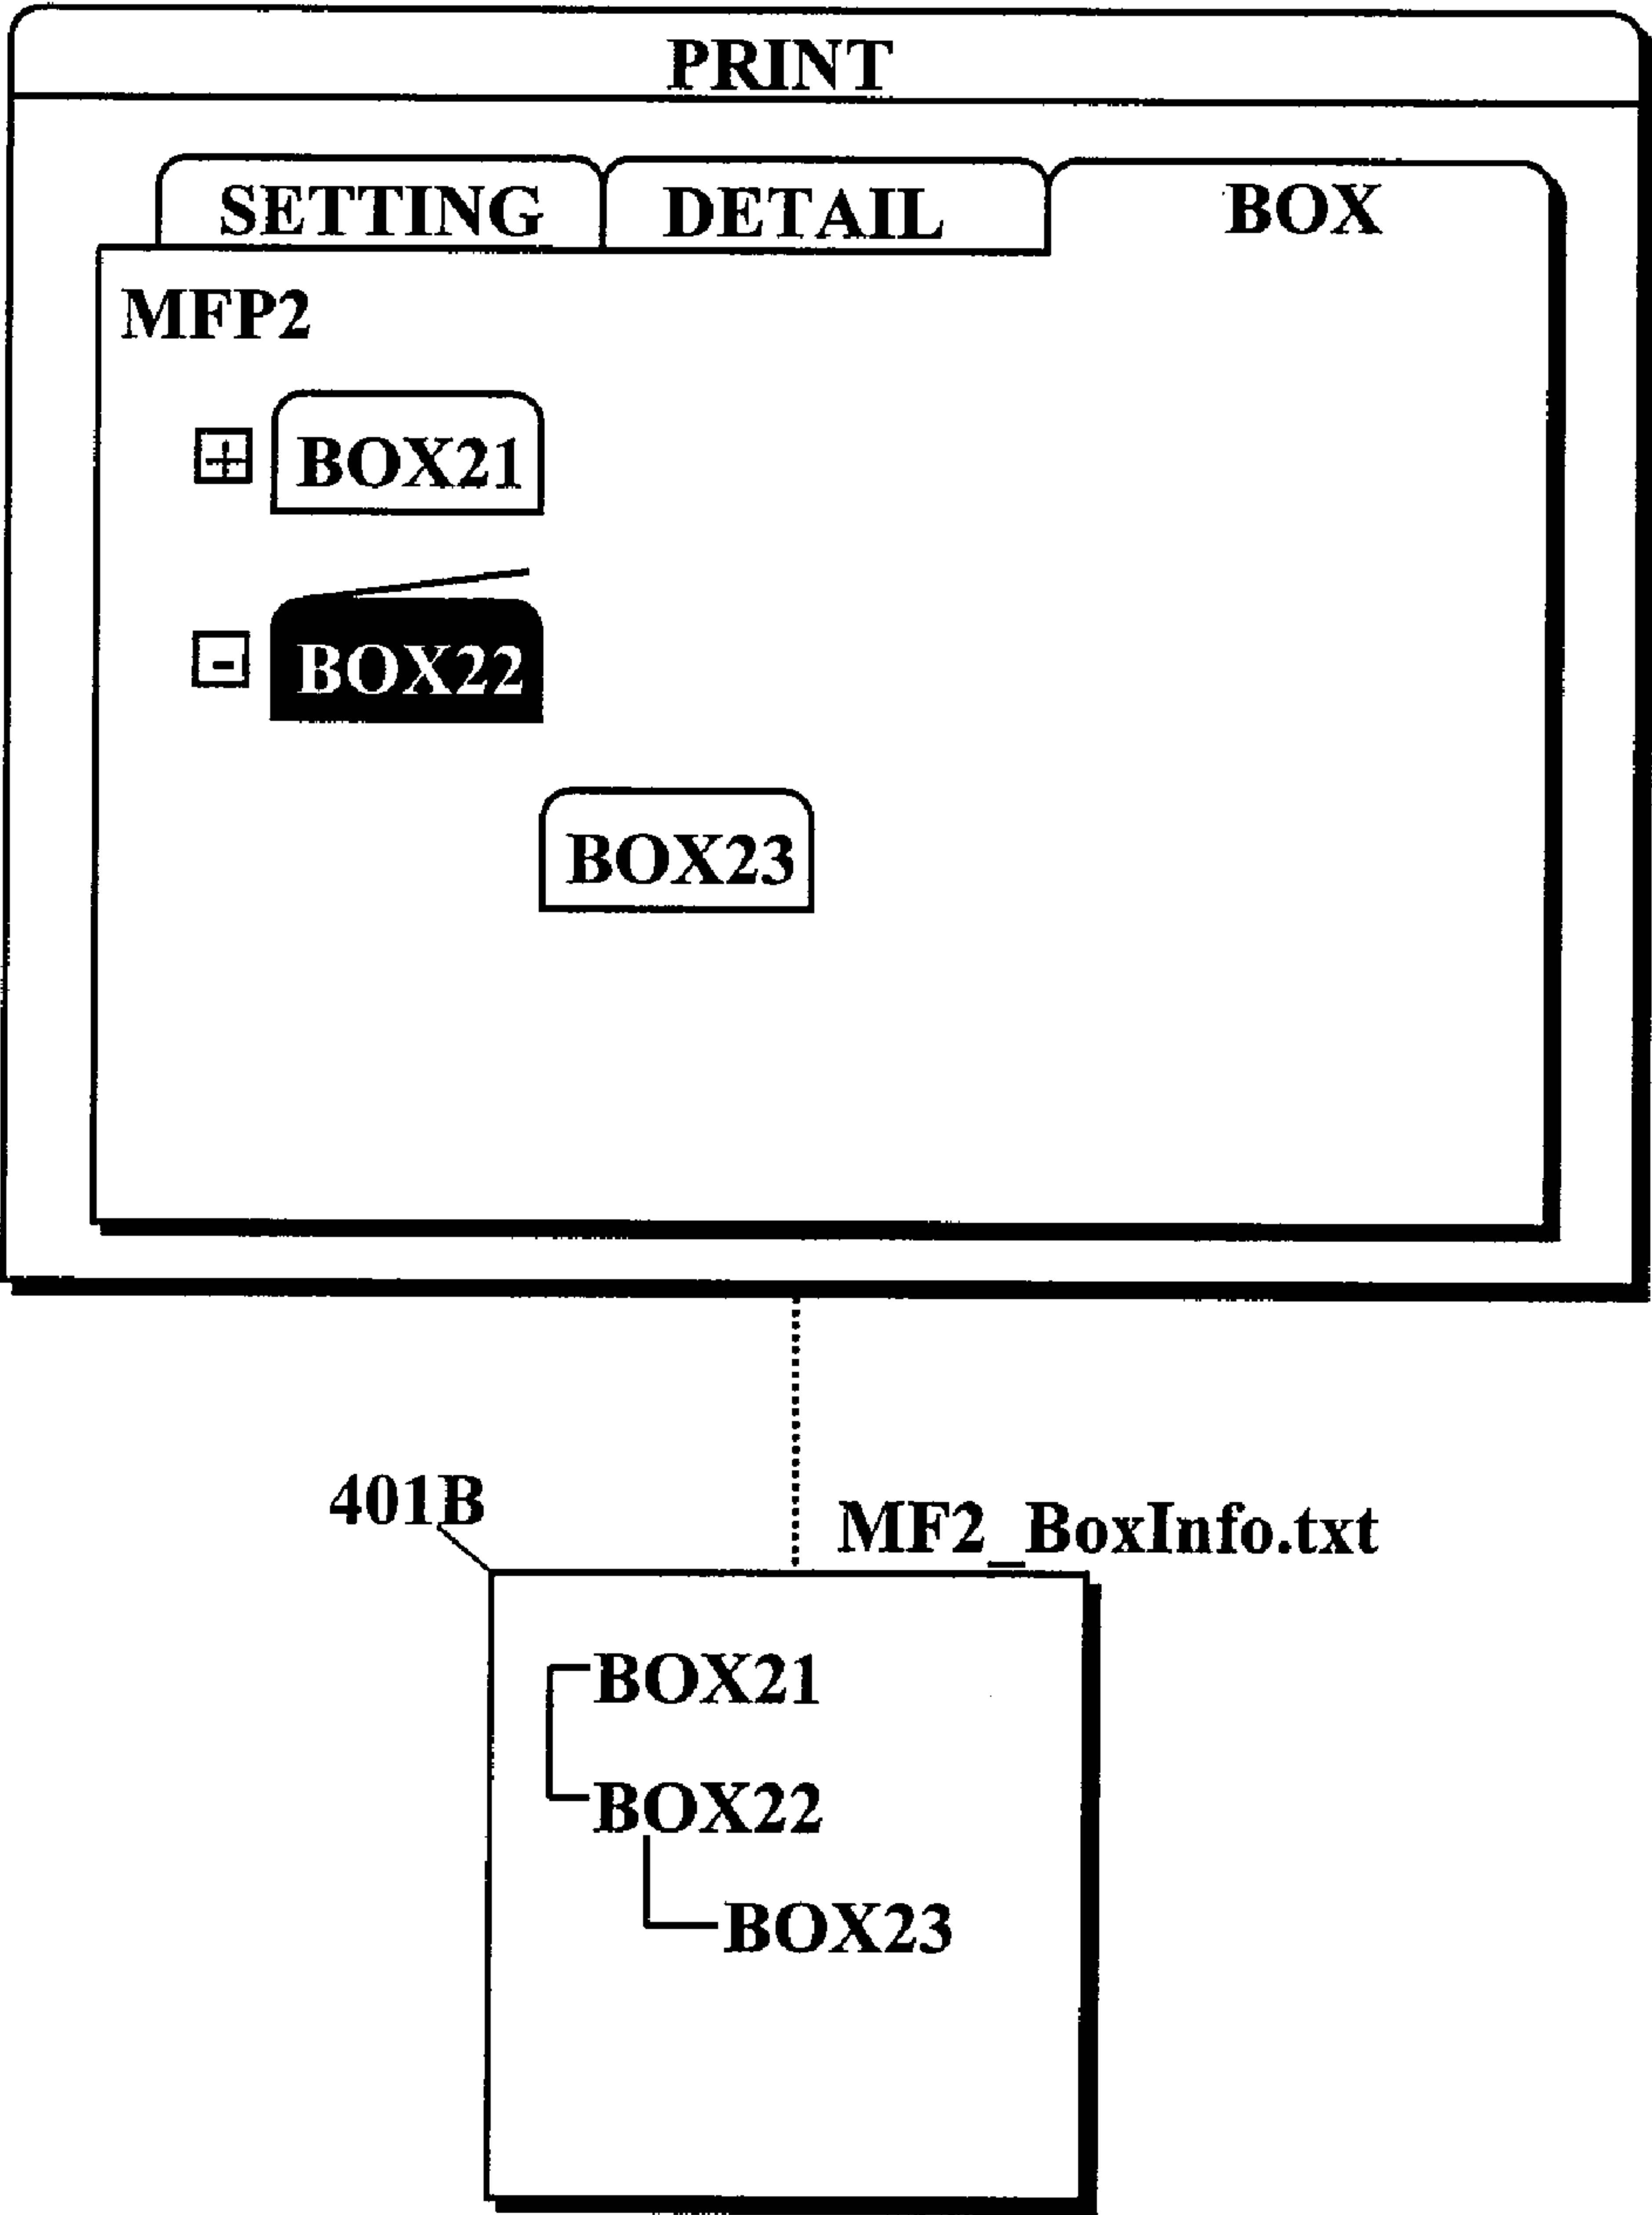 PRINT
SETTING DETAIL BOX
MFP2
+ BOX21
- BOX22
BOX23
401B
MF2_BoxInfo.txt
BOX21
BOX22
BOX23